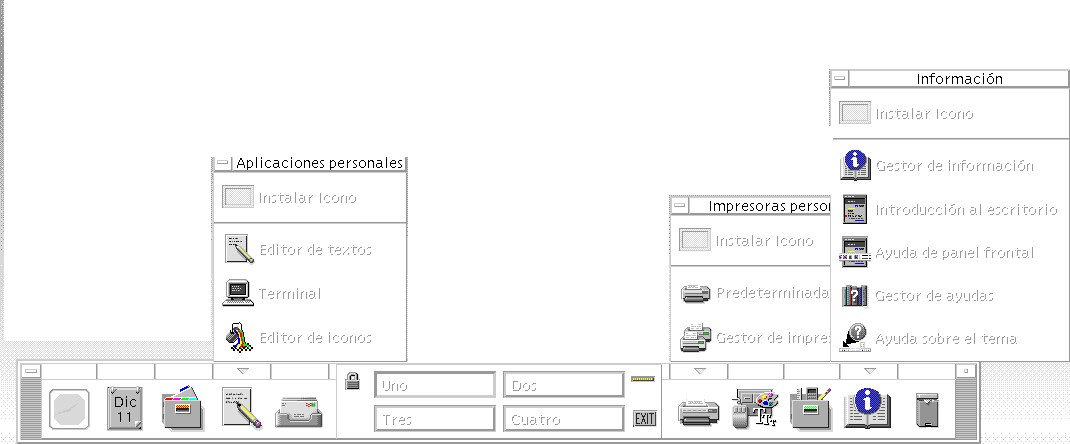 Información
Instalar Icono
Gestor de información
Introducción al escritorio
Ayuda de panel frontal
Gestor de ayudas
Ayuda sobre el tema
Aplicaciones personales
Instalar Icono
Editor de textos
Terminal
Editor de iconos
Impresoras person
Instalar Icono
Predeterminada
Gestor de impres
Dic
11
Uno
Dos
Tres
Cuatro
EXIT